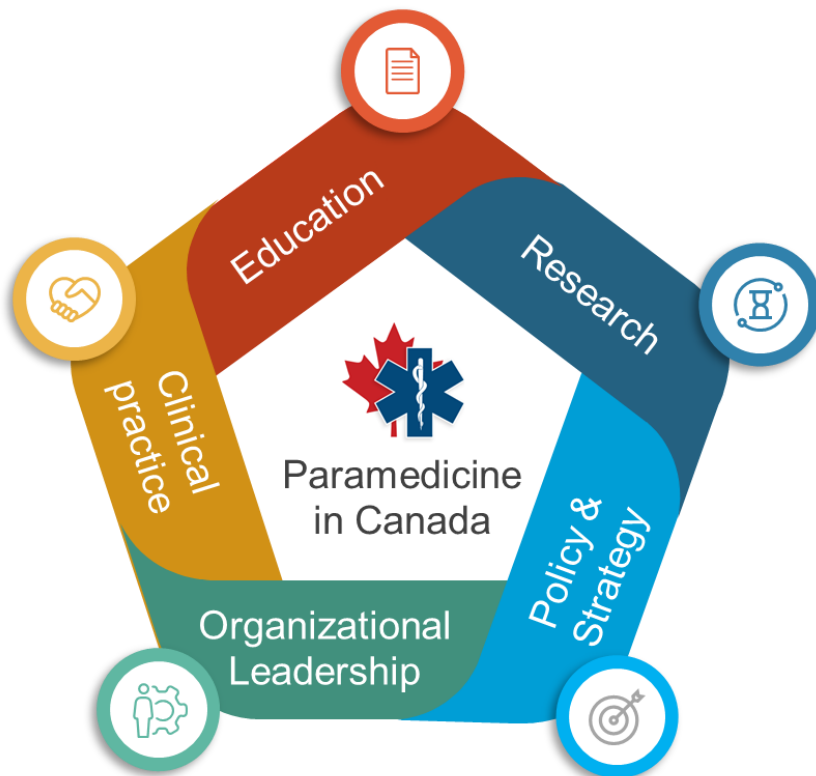 Education
Research
Clinical
practice
Paramedicine
in Canada
Policy &
Strategy
Organizational
Leadership